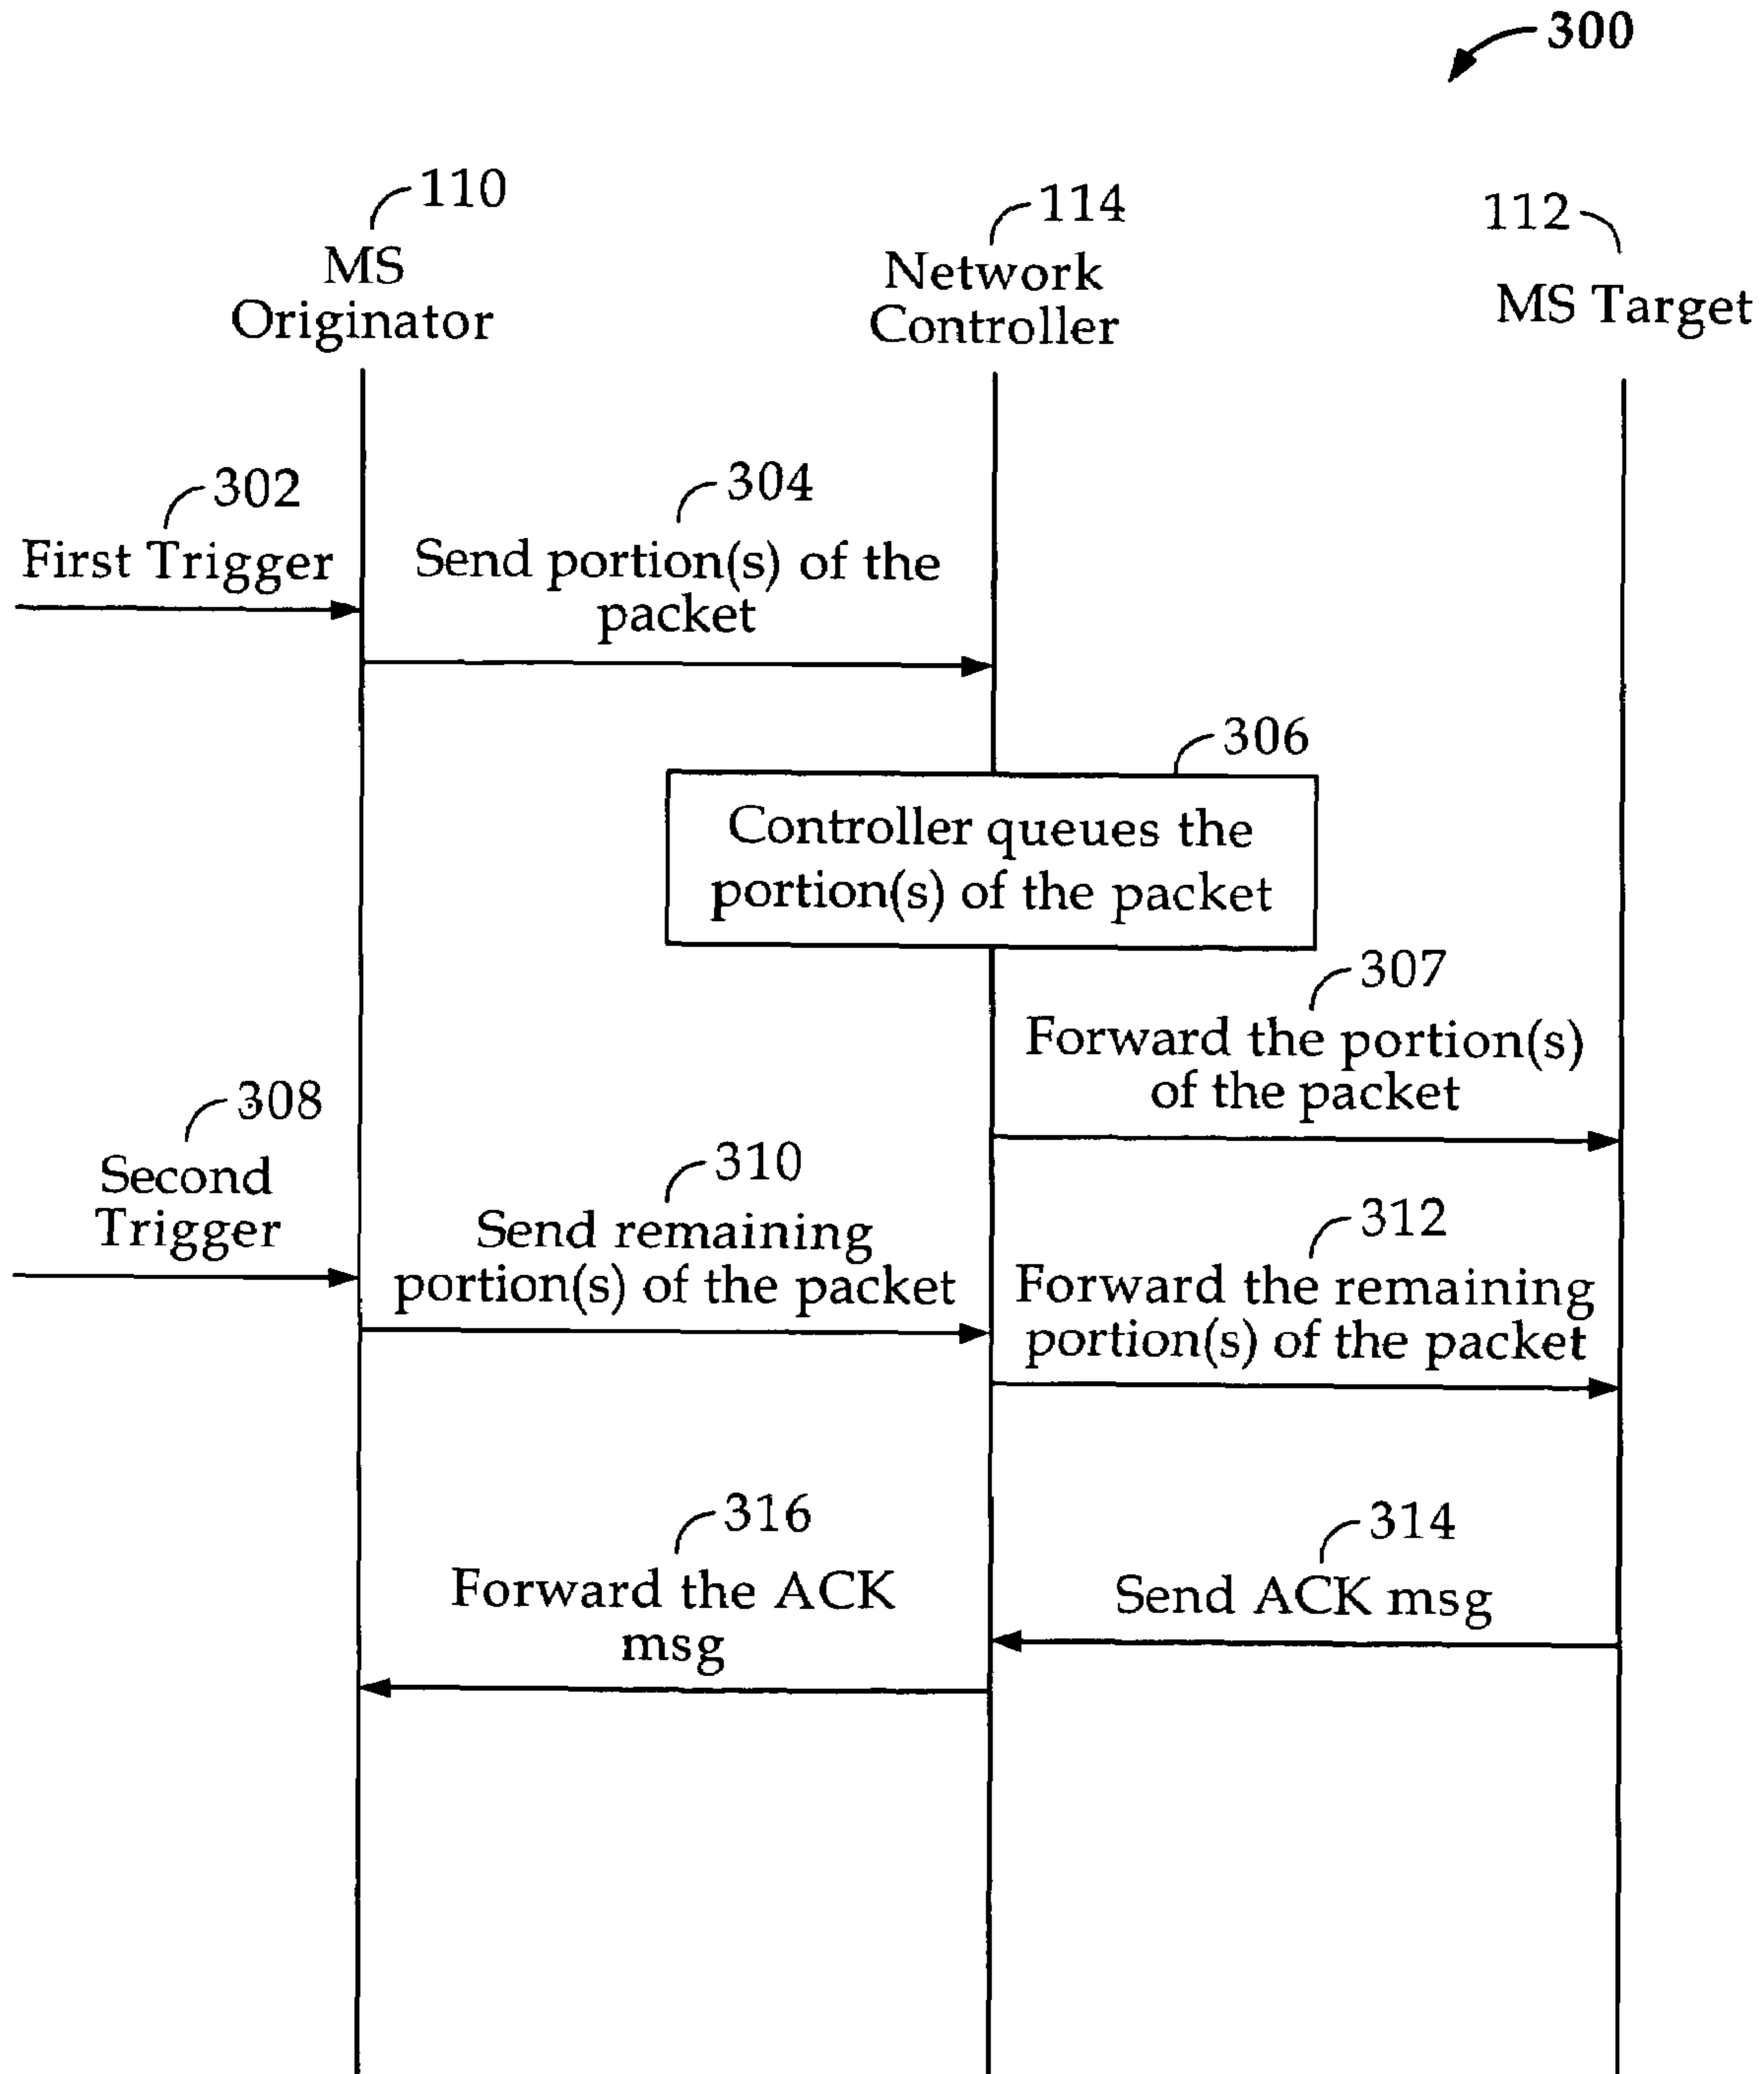 300
110
MS
Originator
114
Network
Controller
112
MS Target
302
First Trigger
304
Send portion(s) of the
packet
306
Controller queues the
portion(s) of the packet
307
Forward the portion(s)
of the packet
308
Second
Trigger
310
Send remaining
portion(s) of the packet
312
Forward the remaining
portion(s) of the packet
314
Send ACK msg
316
Forward the ACK
msg